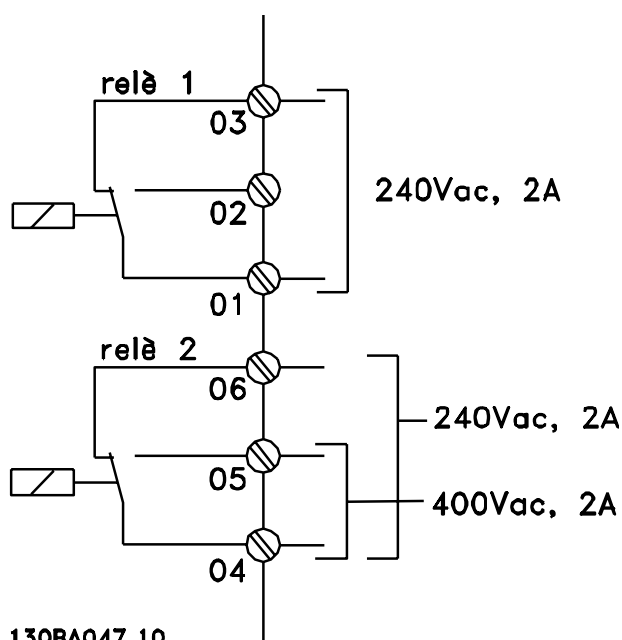 relè 1
03
02
240Vac, 2A
01
relè 2
06
240Vac, 2A
05
400Vac, 2A
04
130BA047.10